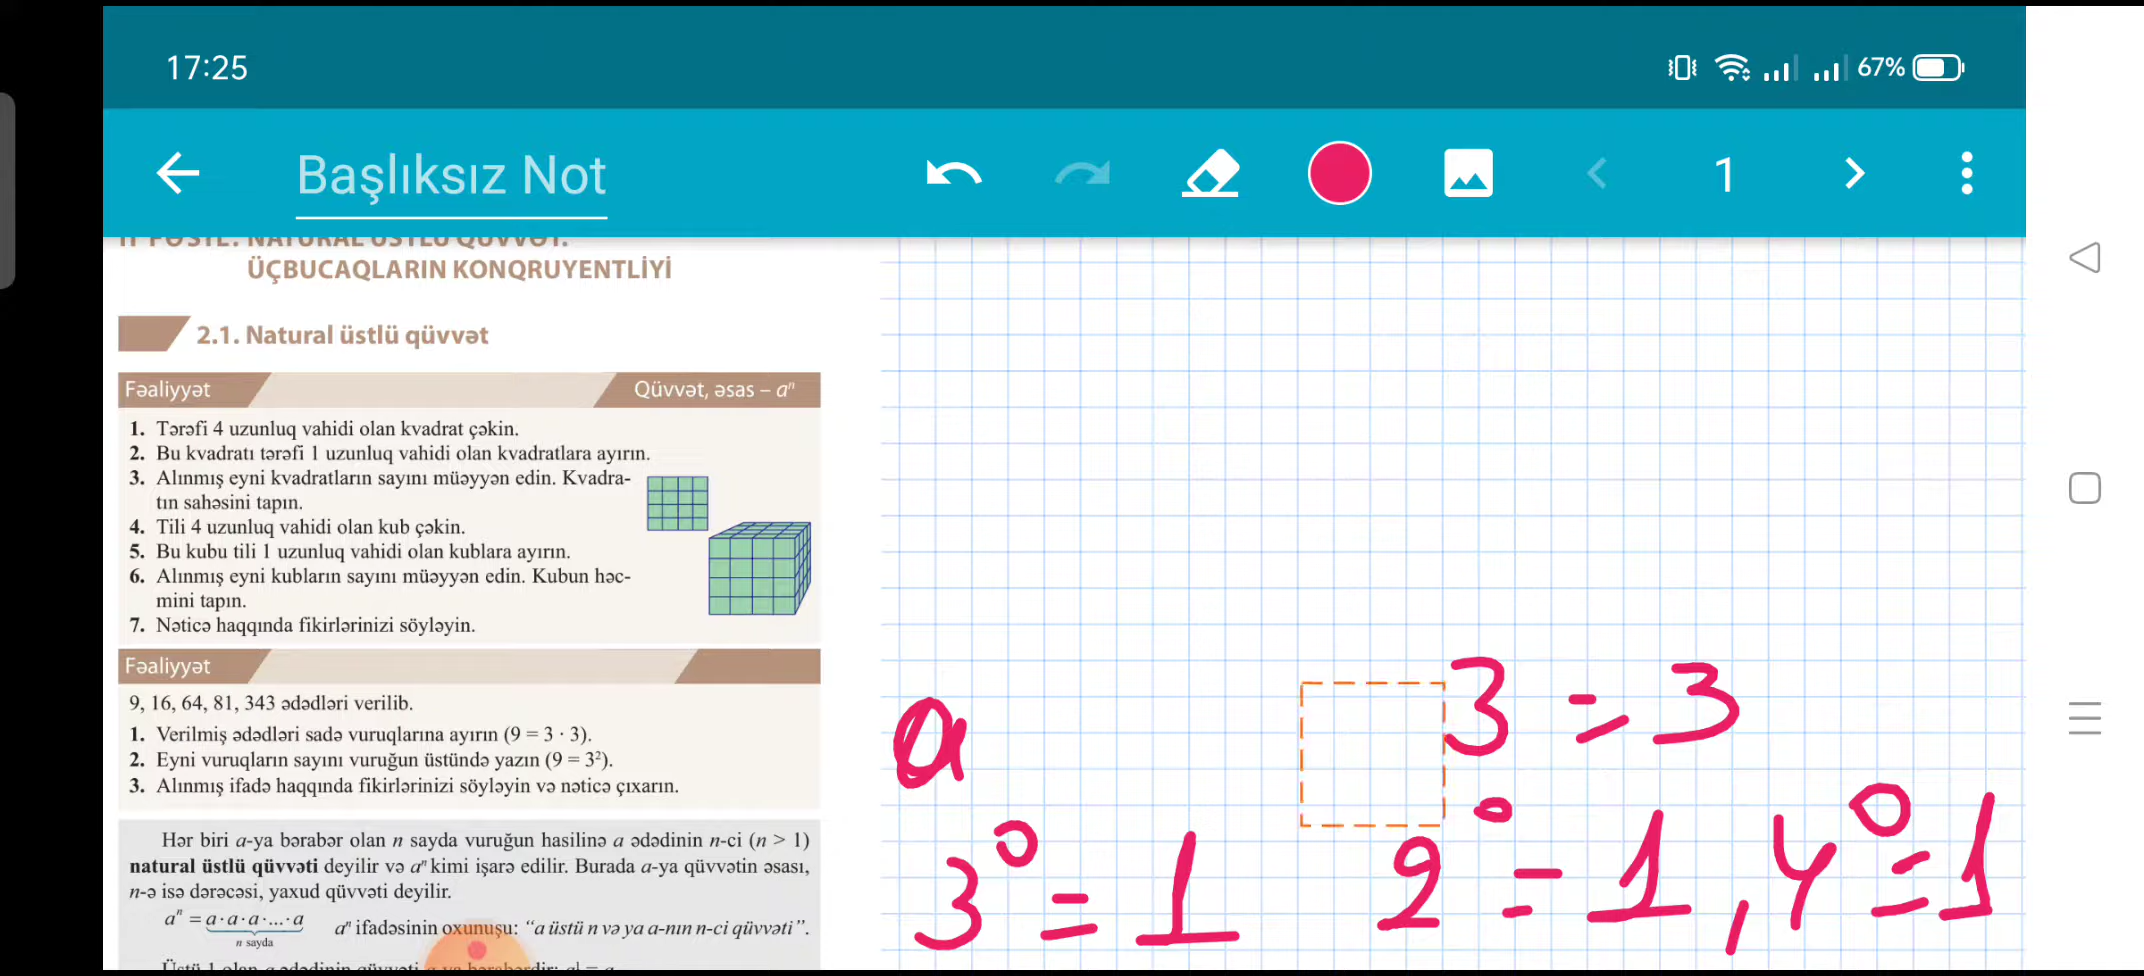 17:25
67%
Başlıksız Not
1
ÜÇBUCAQLARIN KONQRUYENTLİYİ
2.1. Natural üstlü qüvvət
Fəaliyyət
Qüvvət, əsas – aⁿ
1. Tərəfi 4 uzunluq vahidi olan kvadrat çəkin.
2. Bu kvadratı tərəfi 1 uzunluq vahidi olan kvadratlara ayırın.
3. Alınmış eyni kvadratların sayını müəyyən edin. Kvadra-
tın sahəsini tapın.
4. Tili 4 uzunluq vahidi olan kub çəkin.
5. Bu kubu tili 1 uzunluq vahidi olan kublara ayırın.
6. Alınmış eyni kubların sayını müəyyən edin. Kubun həc-
mini tapın.
7. Nəticə haqqında fikirlərinizi söyləyin.
Fəaliyyət
9, 16, 64, 81, 343 ədədləri verilib.
1. Verilmiş ədədləri sadə vuruqlarına ayırın (9 = 3 · 3).
2. Eyni vuruqların sayını vuruğun üstündə yazın (9 = 3²).
3. Alınmış ifadə haqqında fikirlərinizi söyləyin və nəticə çıxarın.
Hər biri a-ya bərabər olan n sayda vuruğun hasilinə a ədədinin n-ci (n > 1)
natural üstlü qüvvəti deyilir və aⁿ kimi işarə edilir. Burada a-ya qüvvətin əsası,
n-ə isə dərəcəsi, yaxud qüvvəti deyilir.
aⁿ = a · a · a · ... · a
n sayda
aⁿ ifadəsinin oxunuşu: “a üstü n və ya a-nın n-ci qüvvəti”.
a
3 = 3
3⁰ = 1
2⁰ = 1, 4⁰ = 1